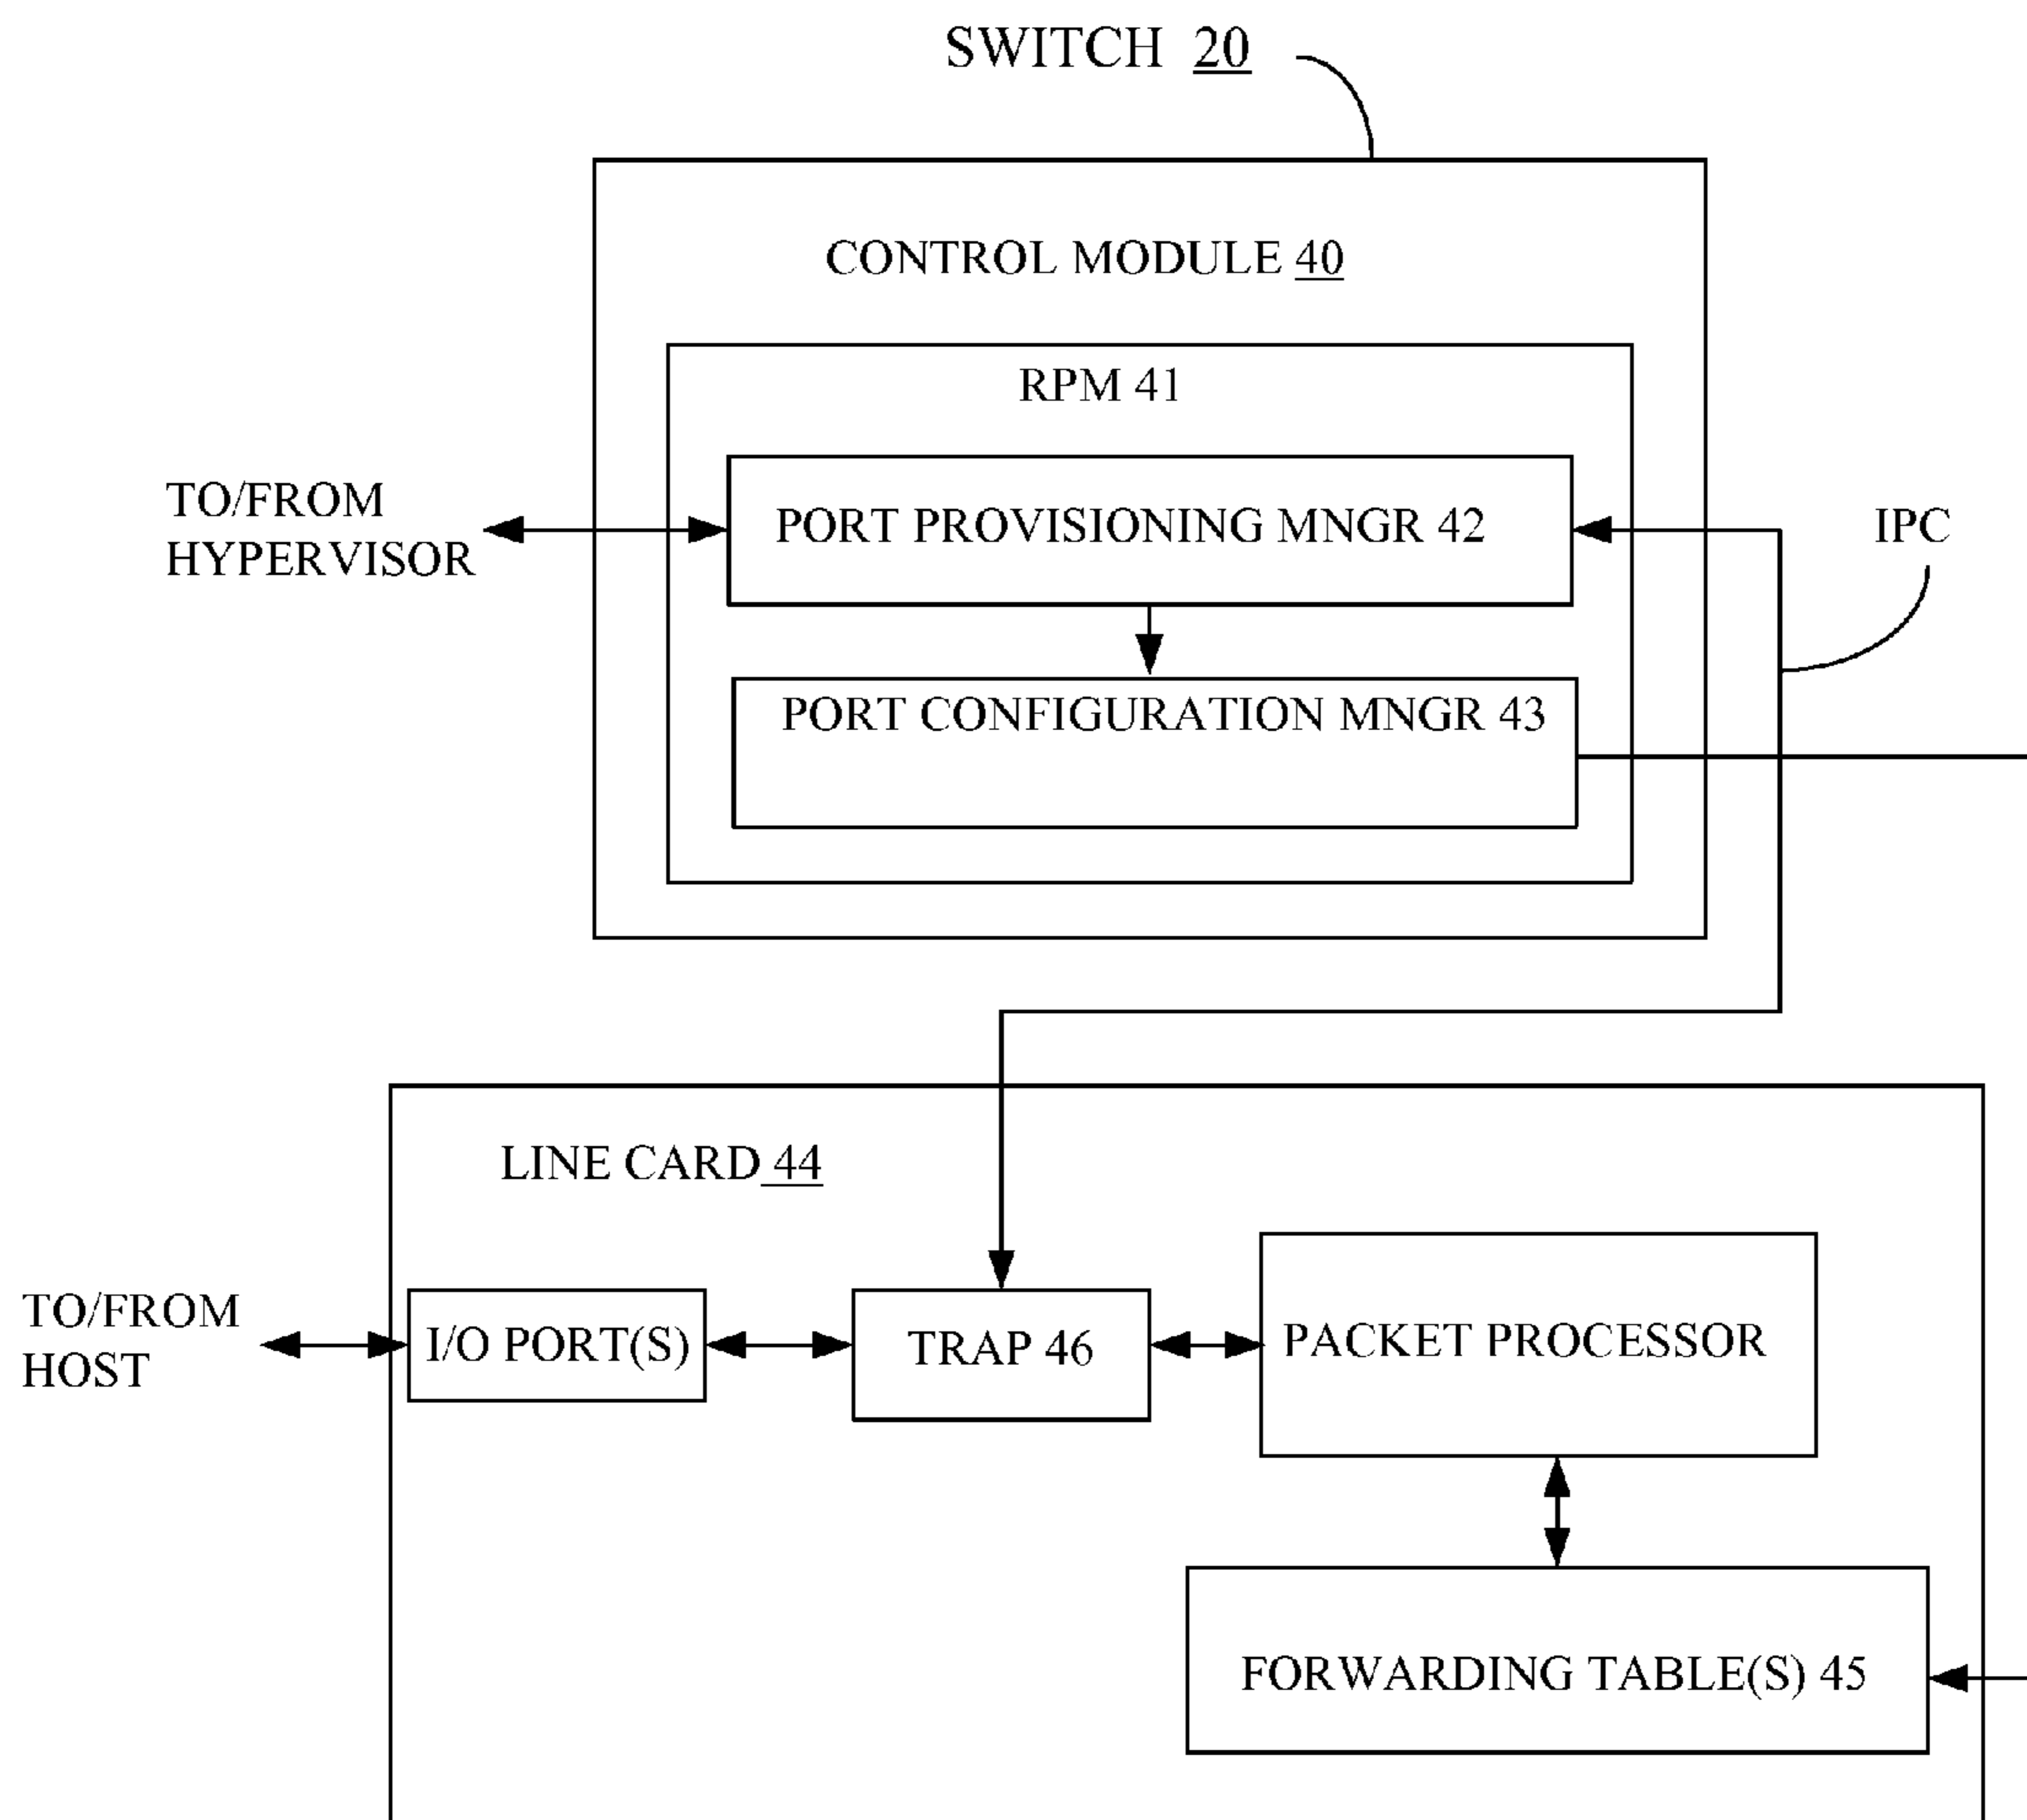 SWITCH 20
CONTROL MODULE 40
RPM 41
TO/FROM
HYPERVISOR
PORT PROVISIONING MNGR 42
IPC
PORT CONFIGURATION MNGR 43
LINE CARD 44
TO/FROM
HOST
I/O PORT(S)
TRAP 46
PACKET PROCESSOR
FORWARDING TABLE(S) 45